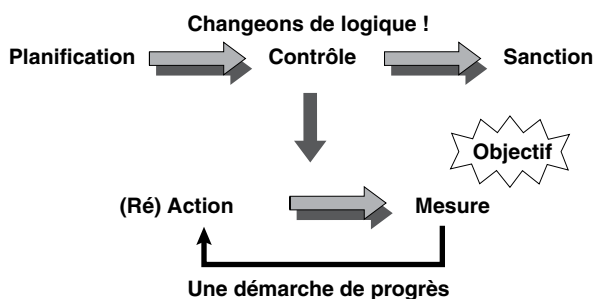 Changeons de logique !
Planification Contrôle Sanction
Objectif
(Ré) Action Mesure
Une démarche de progrès